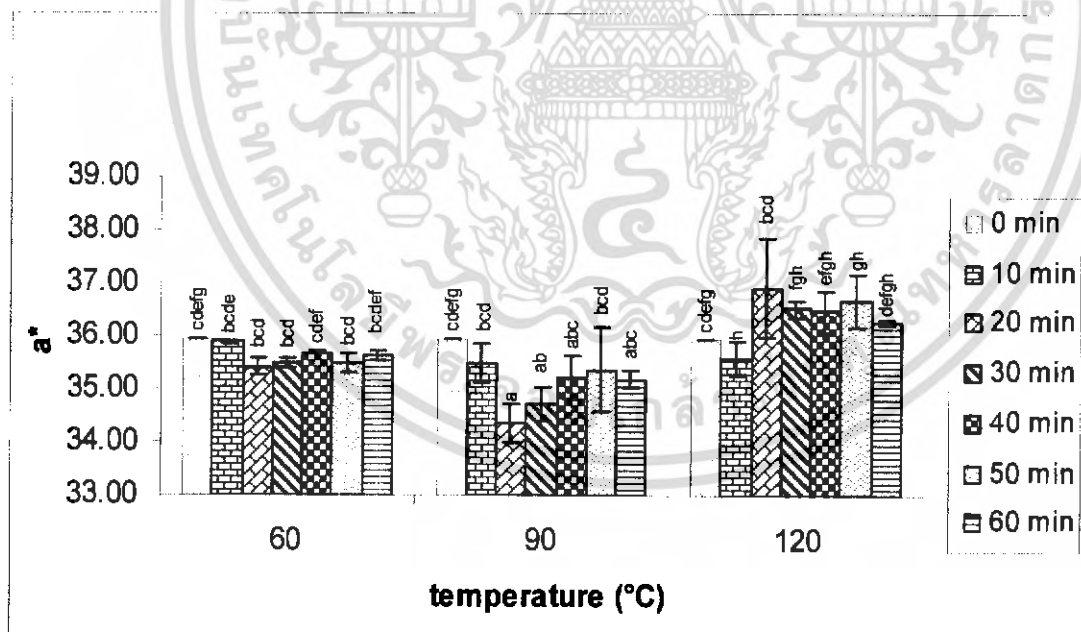 39.00
38.00
37.00
36.00
35.00
34.00
33.00
a*
cdefg
bcde
bcd
bcd
cdef
bcd
bcdef
cdefg
bcd
a
ab
abc
bcd
abc
cdefg
h
bcd
fgh
efgh
gh
defgh
60
90
120
temperature (°C)
0 min
10 min
20 min
30 min
40 min
50 min
60 min